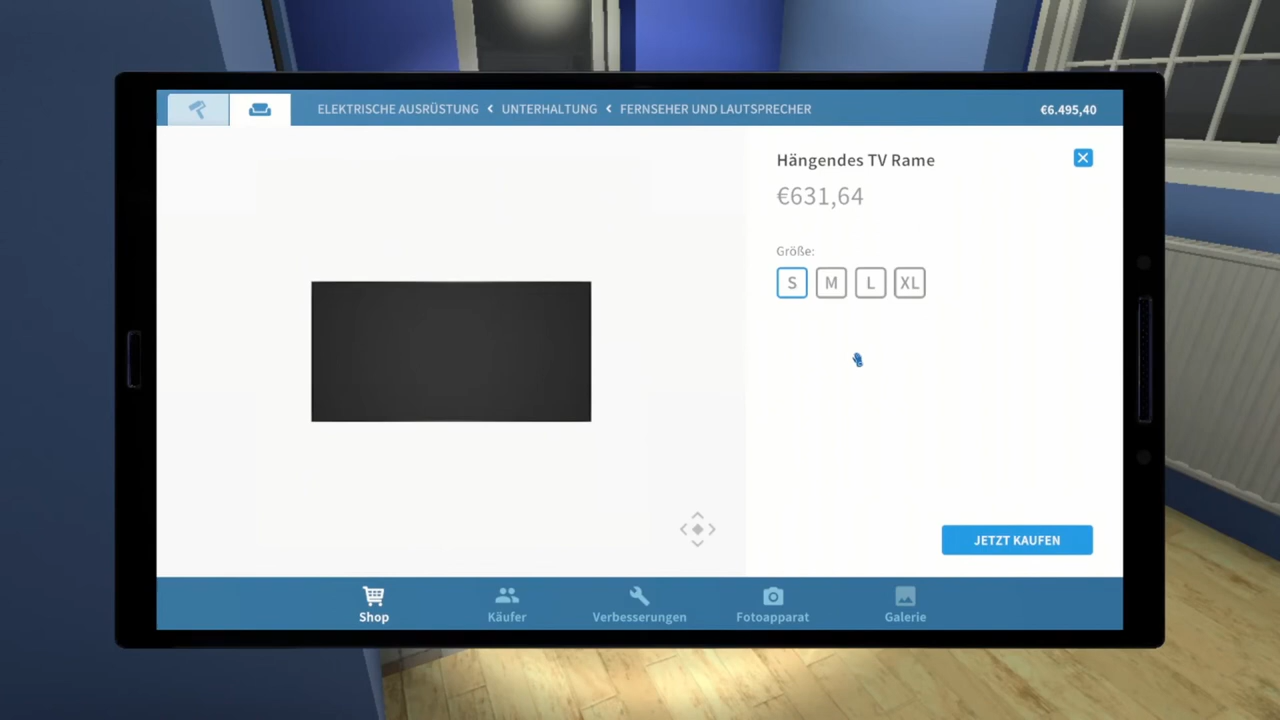 ELEKTRISCHE AUSRÜSTUNG < UNTERHALTUNG < FERNSEHER UND LAUTSPRECHER
€6.495,40
Hängendes TV Rame
€631,64
Größe:
S M L XL
JETZT KAUFEN
Shop Käufer Verbesserungen Fotoapparat Galerie